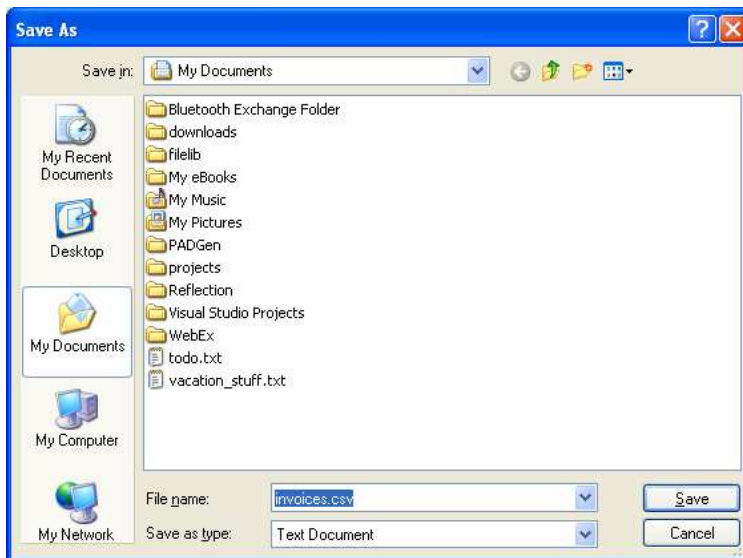 Save As
Save in: My Documents
My Recent
Documents
Desktop
My Documents
My Computer
My Network
Bluetooth Exchange Folder
downloads
filelib
My eBooks
My Music
My Pictures
PADGen
projects
Reflection
Visual Studio Projects
WebEx
todo.txt
vacation_stuff.txt
File name: invoices.csv Save
Save as type: Text Document Cancel